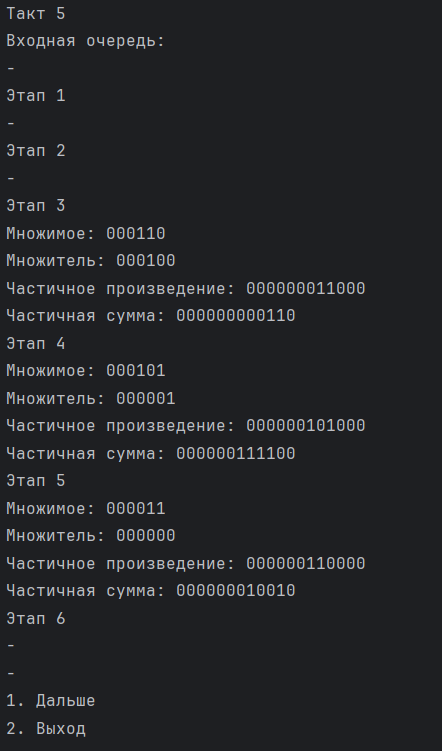 Такт 5
Входная очередь:
-
Этап 1
-
Этап 2
-
Этап 3
Множимое: 000110
Множитель: 000100
Частичное произведение: 000000011000
Частичная сумма: 000000000110
Этап 4
Множимое: 000101
Множитель: 000001
Частичное произведение: 000000101000
Частичная сумма: 000000111100
Этап 5
Множимое: 000011
Множитель: 000000
Частичное произведение: 000000110000
Частичная сумма: 000000010010
Этап 6
-
-
1. Дальше
2. Выход